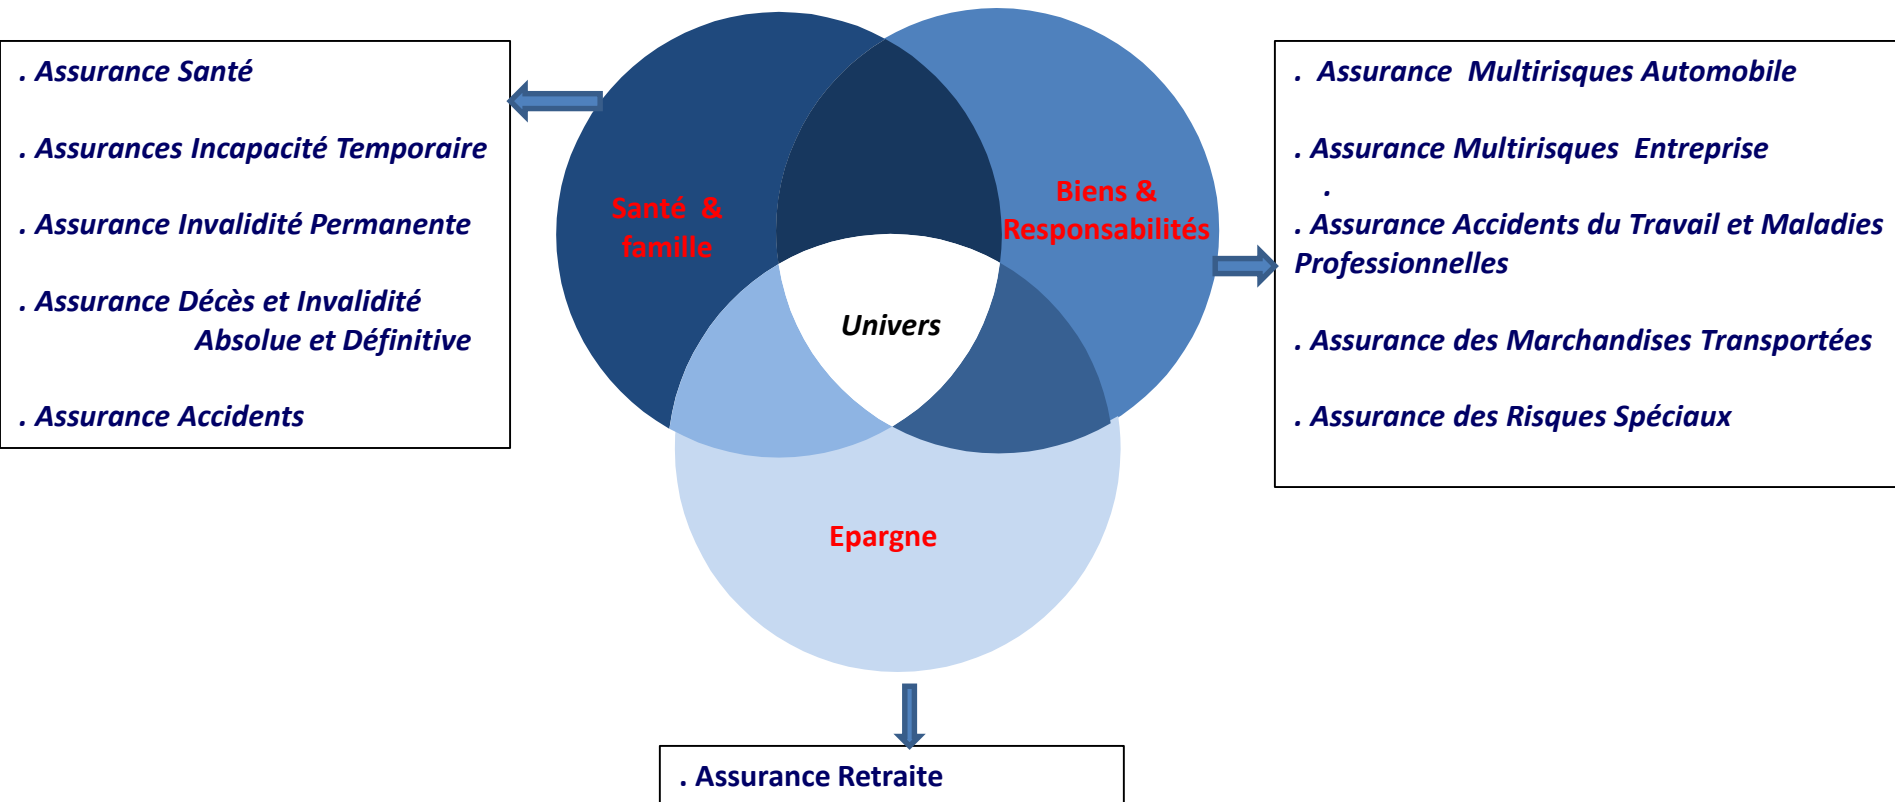 . Assurance Santé
. Assurances Incapacité Temporaire
. Assurance Invalidité Permanente
. Assurance Décès et Invalidité
Absolue et Définitive
. Assurance Accidents
Santé &
famille
Biens &
Responsabilités
Univers
Epargne
. Assurance Multirisques Automobile
. Assurance Multirisques Entreprise
.
. Assurance Accidents du Travail et Maladies
Professionnelles
. Assurance des Marchandises Transportées
. Assurance des Risques Spéciaux
. Assurance Retraite